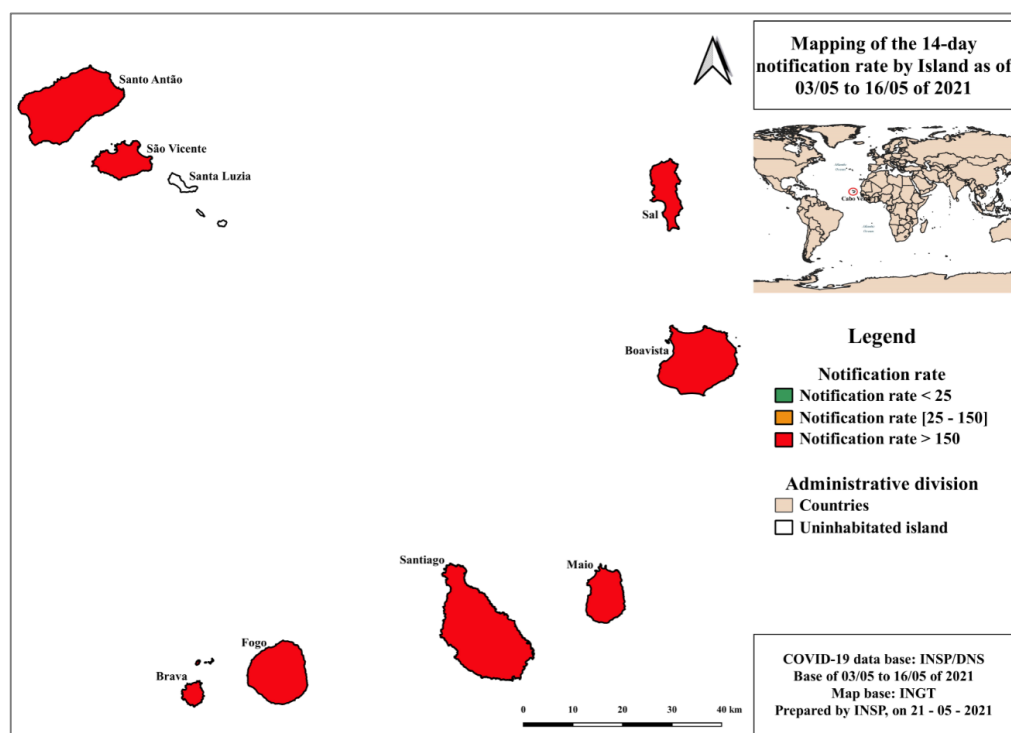 Mapping of the 14-day
notification rate by Island as of
03/05 to 16/05 of 2021
Santo Antão
São Vicente
Santa Luzia
Sal
Boavista
Santiago
Maio
Fogo
Brava
Cabo Verde
Legend
Notification rate
Notification rate < 25
Notification rate [25 - 150]
Notification rate > 150
Administrative division
Countries
Uninhabitated island
0 10 20 30 40 km
COVID-19 data base: INSP/DNS
Base of 03/05 to 16/05 of 2021
Map base: INGT
Prepared by INSP, on 21 - 05 - 2021